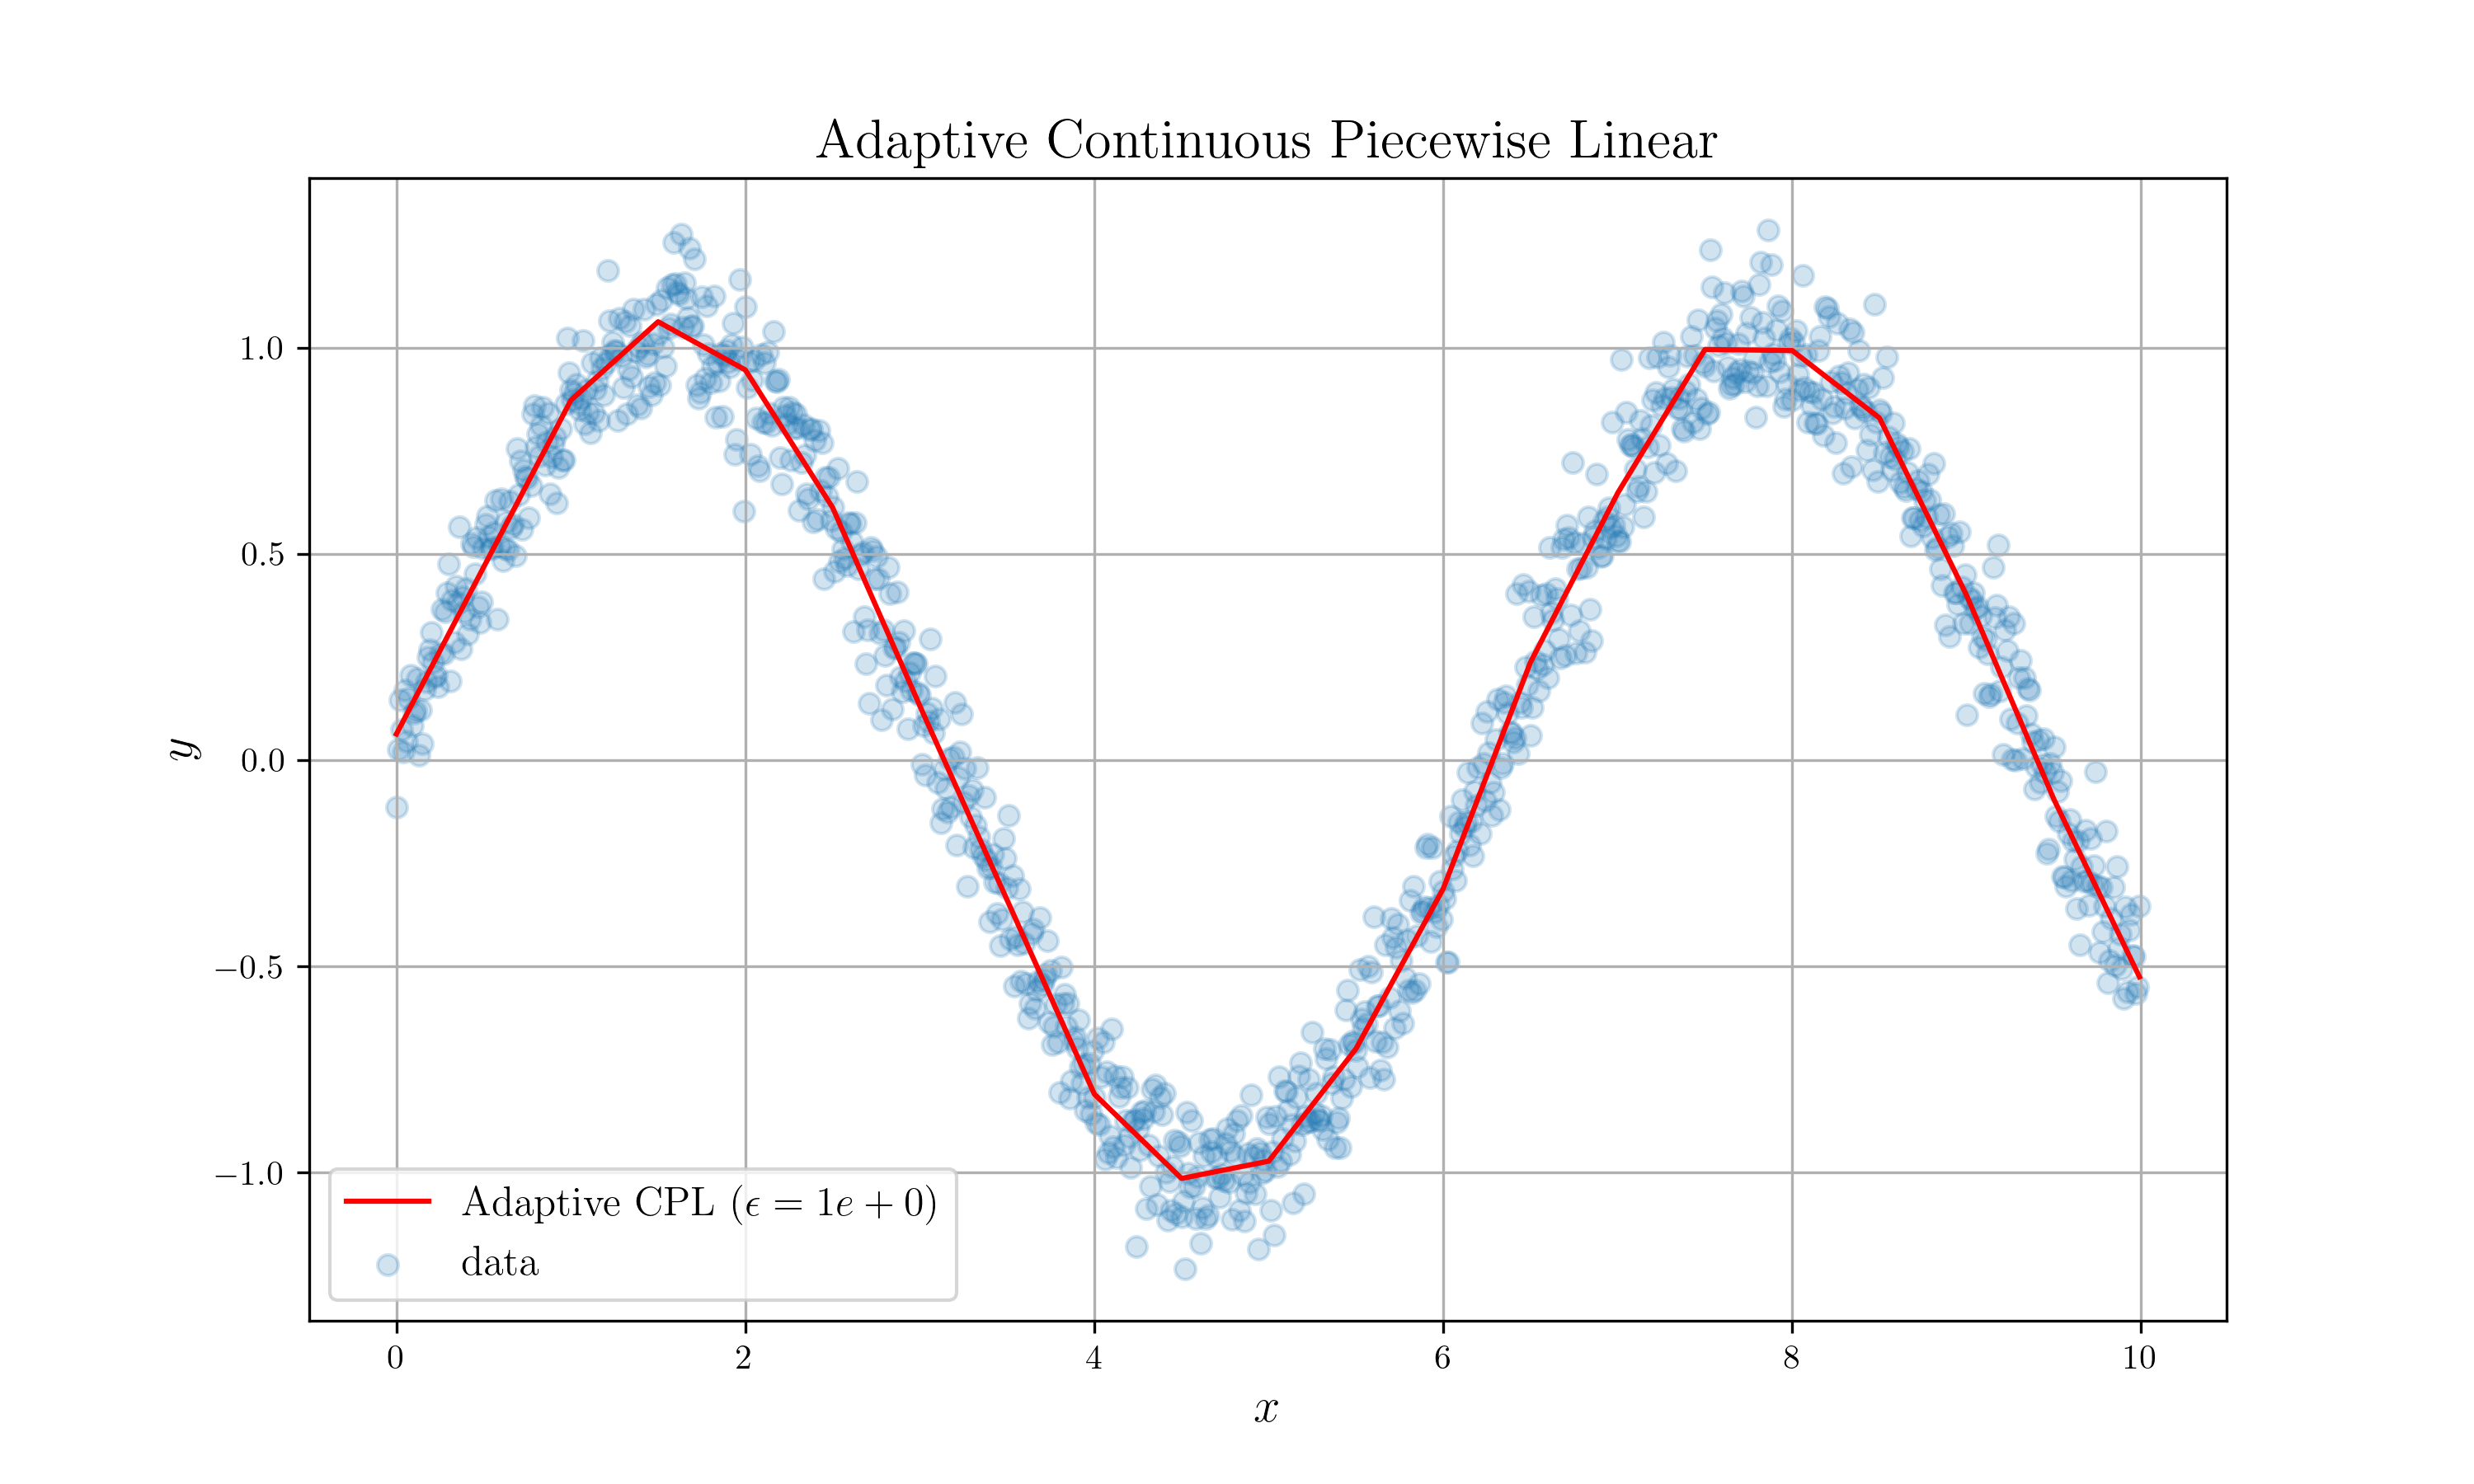 Adaptive Continuous Piecewise Linear
y
1.0
0.5
0.0
−0.5
−1.0
Adaptive CPL (ϵ = 1e + 0)
data
0 2 4 6 8 10
x